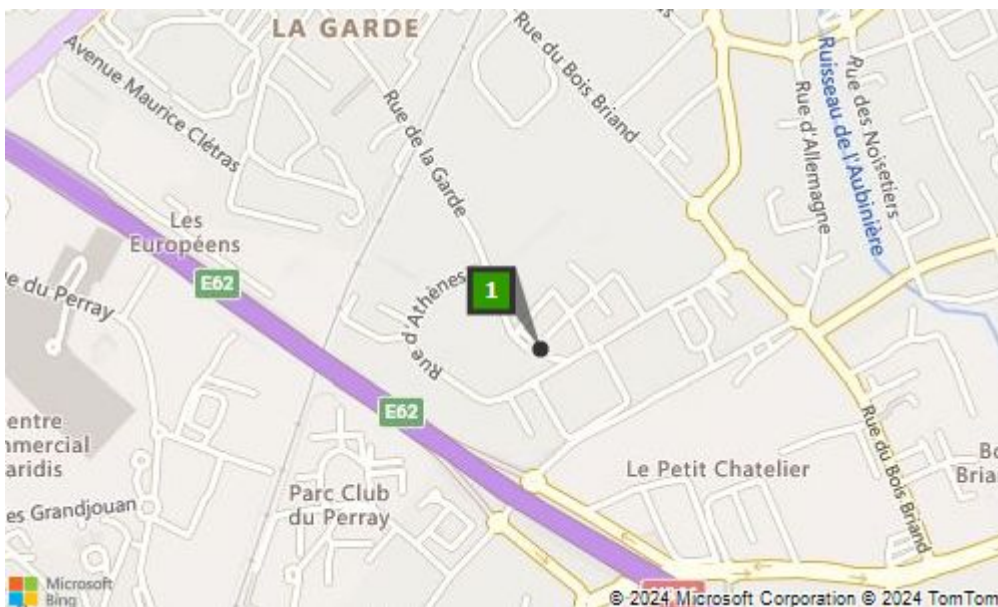 LA GARDE
Avenue Maurice Clétras
Rue de la Garde
Rue du Bois Briand
Ruisseau de l'Aubinière
Rue des Noisetiers
Rue d'Allemagne
Les
Européens
E62
e du Perray
Rue d'Athènes
1
E62
entre
mmercial
aridis
Le Petit Chatelier
Rue du Bois Briand
Bo
Bria
Parc Club
du Perray
es Grandjouan
Microsoft
Bing
© 2024 Microsoft Corporation © 2024 TomTom